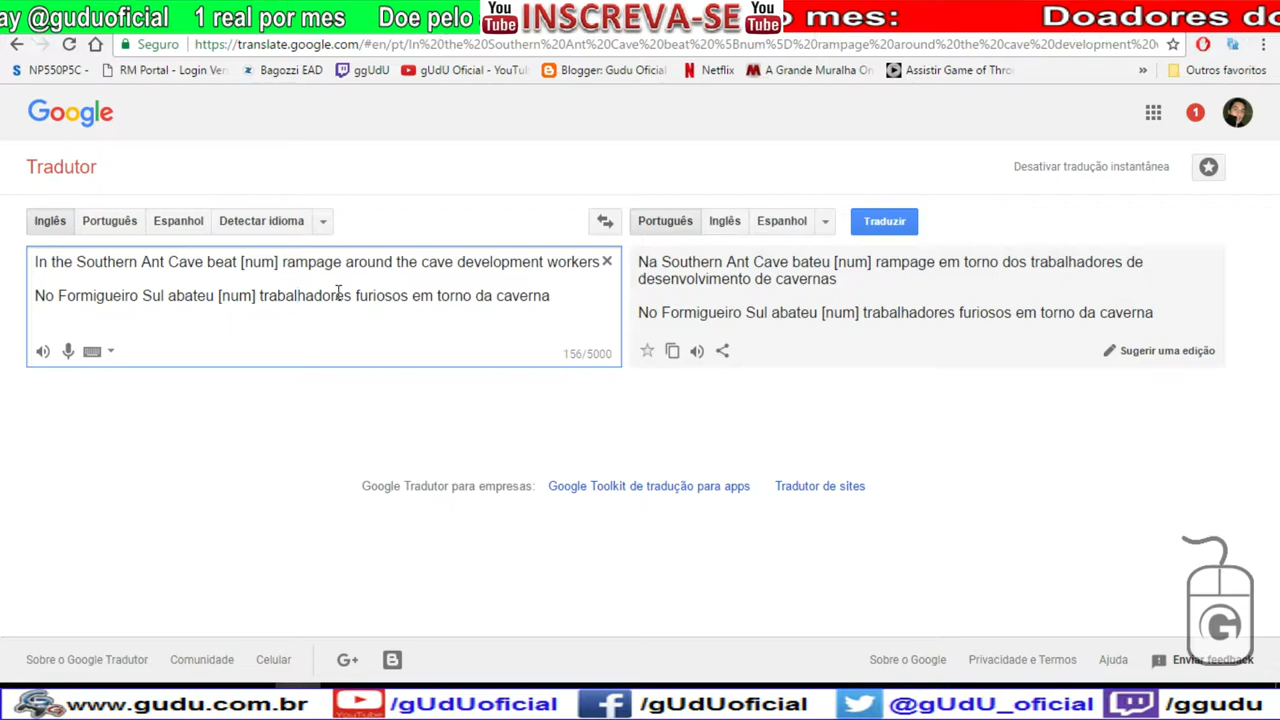 ay @guduoficial 1 real por mes Doe pelo You Tube INSCREVA-SE You Tube o mes: Doadores do
Seguro https://translate.google.com/#en/pt/In%20the%20Southern%20Ant%20Cave%20beat%20%5Bnum%5D%20rampage%20around%20the%20cave%20development%20v
NP550P5C - RM Portal - Login Ver Bagozzi EAD ggUdU gUdU Oficial - YouTu Blogger: Gudu Oficial Netflix A Grande Muralha On Assistir Game of Thro » Outros favoritos
Google 1
Tradutor Desativar tradução instantânea
Inglês Português Espanhol Detectar idioma Português Inglês Espanhol Traduzir
In the Southern Ant Cave beat [num] rampage around the cave development workers
No Formigueiro Sul abateu [num] trabalhadores furiosos em torno da caverna
156/5000
Na Southern Ant Cave bateu [num] rampage em torno dos trabalhadores de
desenvolvimento de cavernas
No Formigueiro Sul abateu [num] trabalhadores furiosos em torno da caverna
Sugerir uma edição
Google Tradutor para empresas: Google Toolkit de tradução para apps Tradutor de sites
G
Sobre o Google Tradutor Comunidade Celular G+ Sobre o Google Privacidade e Termos Ajuda Enviar feedback
www.gudu.com.br YouTube /gUdUoficial /gUdUoficial @gUdU_oficial /ggudu